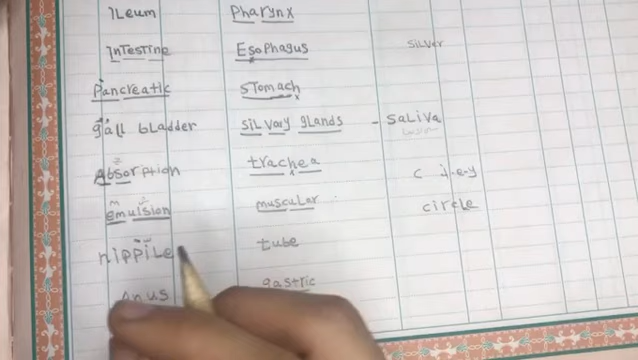 ILeum Pharynx
InTesTine Esophagus SiLver
Pancreatic STomach
gall bLadder SiLvary gLands - SaLiva
Absorption trachea C i-e-y
emulsion muscular circle
nippiLe tube
Anus gastric